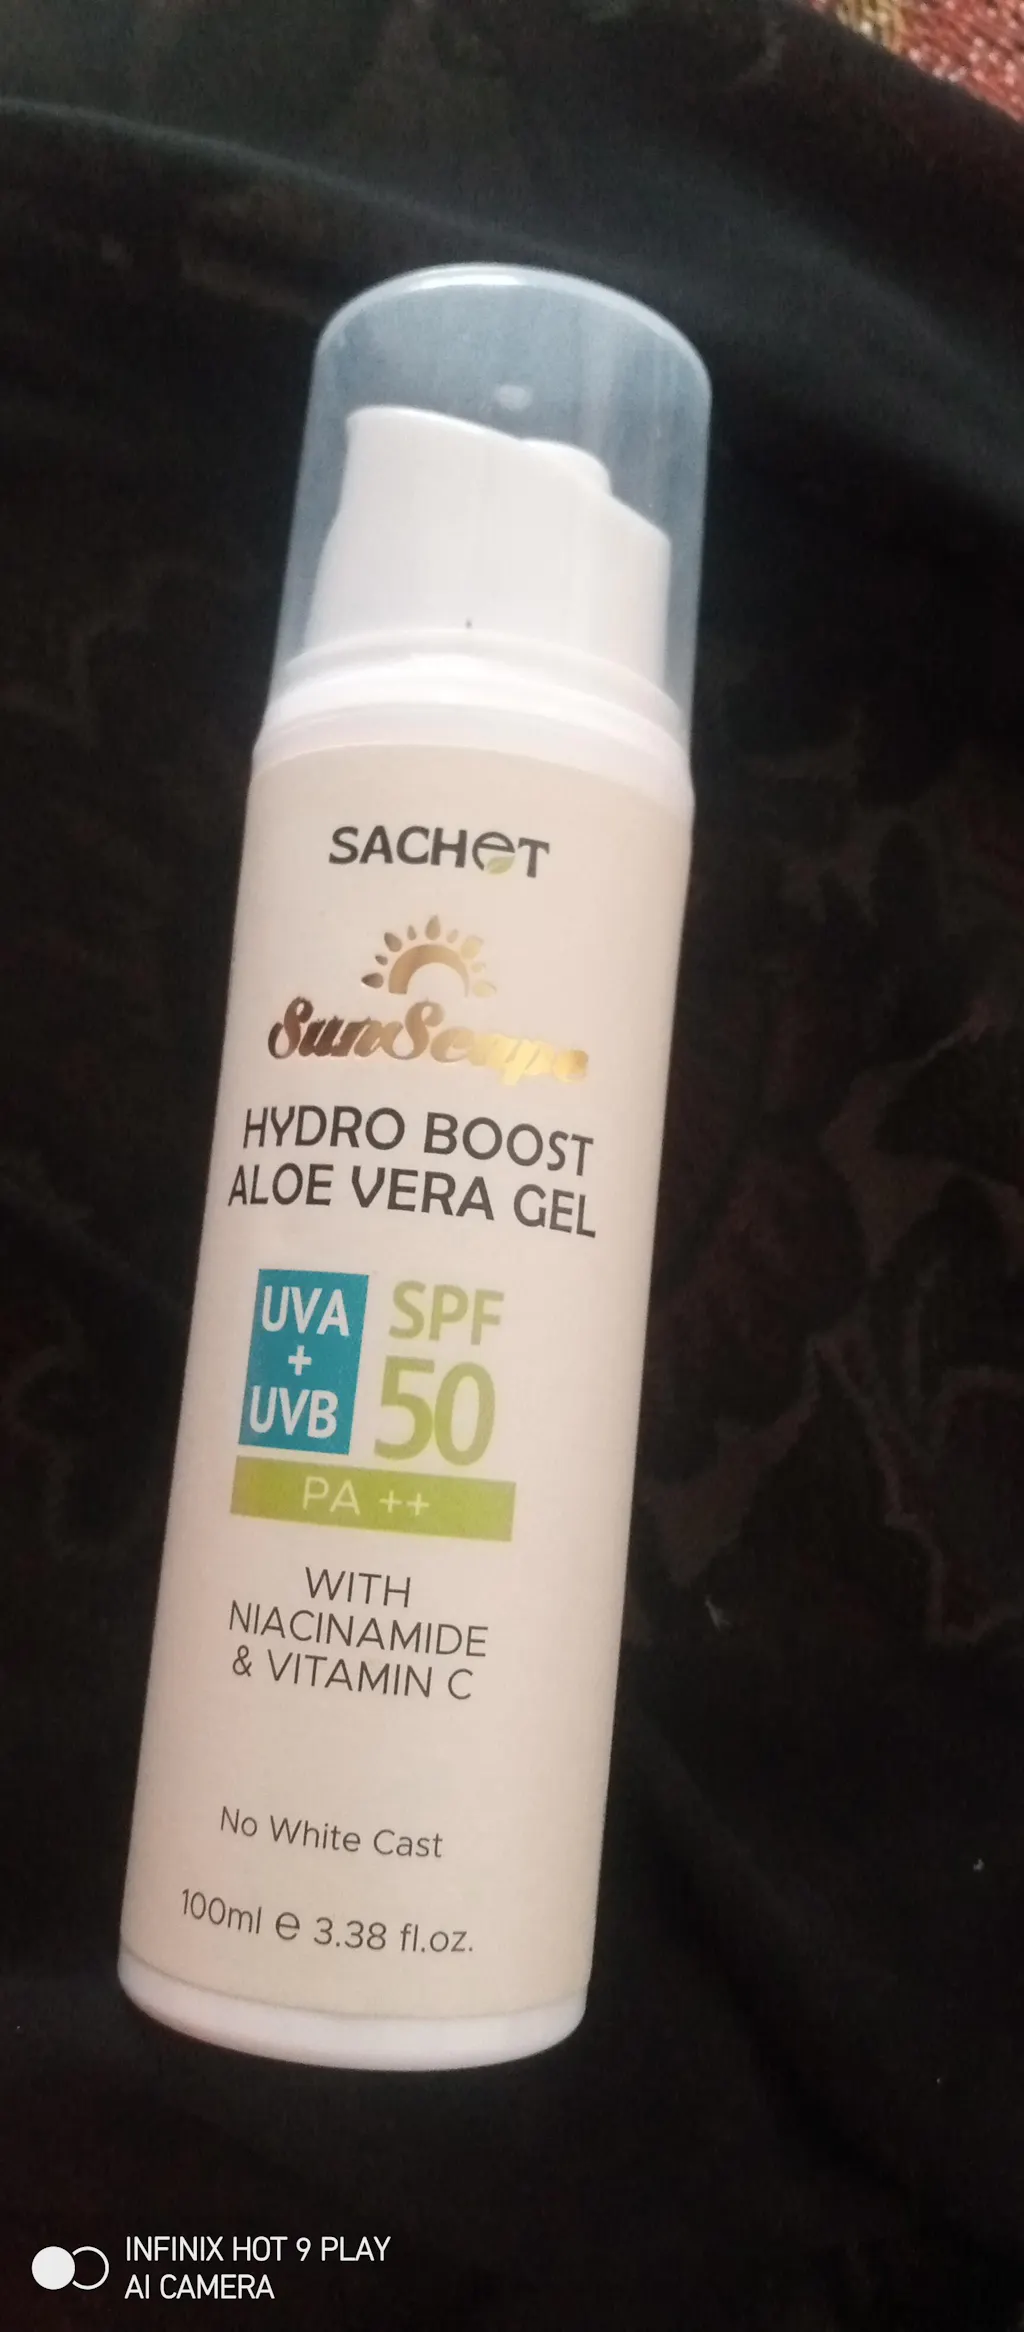 SACHeT
SunScape
HYDRO BOOST
ALOE VERA GEL
UVA
+
UVB
SPF
50
PA ++
WITH
NIACINAMIDE
& VITAMIN C
No White Cast
100ml e 3.38 fl.oz.
INFINIX HOT 9 PLAY
AI CAMERA